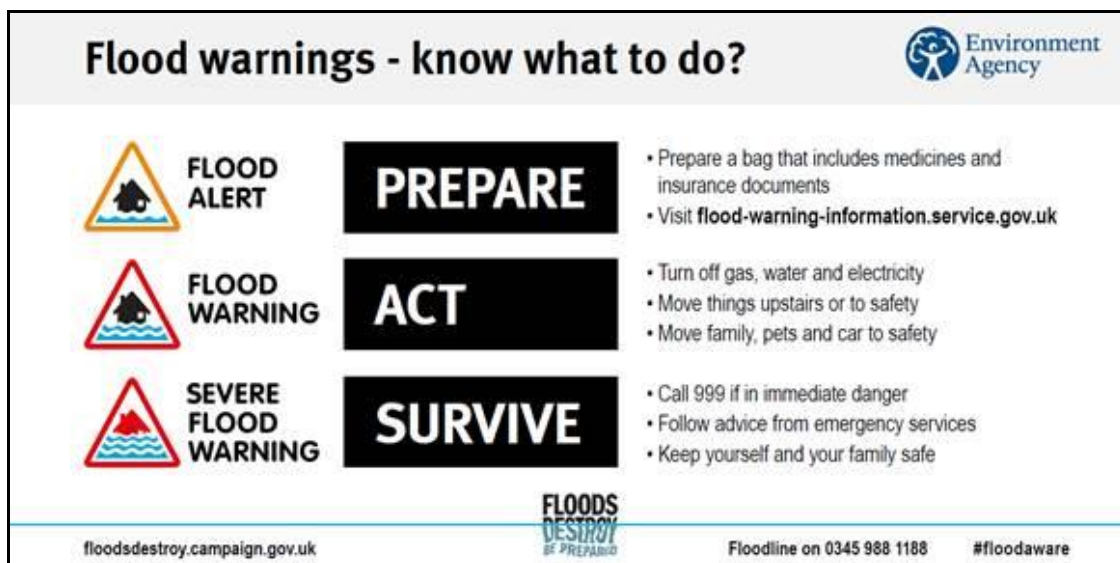 Flood warnings - know what to do?
Environment
Agency
FLOOD
ALERT
PREPARE
• Prepare a bag that includes medicines and
insurance documents
• Visit flood-warning-information.service.gov.uk
FLOOD
WARNING
ACT
• Turn off gas, water and electricity
• Move things upstairs or to safety
• Move family, pets and car to safety
SEVERE
FLOOD
WARNING
SURVIVE
• Call 999 if in immediate danger
• Follow advice from emergency services
• Keep yourself and your family safe
FLOODS
DESTROY
BE PREPARED
floodsdestroy.campaign.gov.uk
Floodline on 0345 988 1188
#floodaware